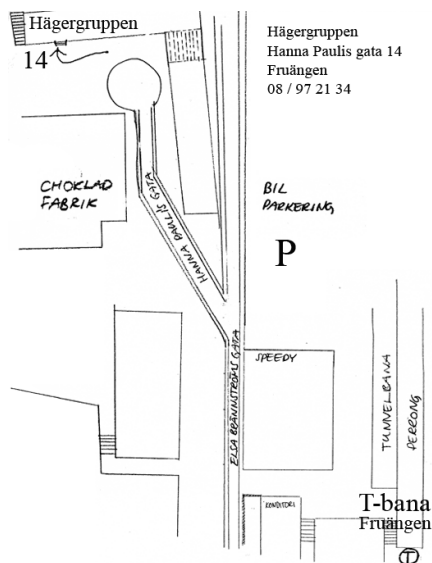 Hägergruppen
14
Hägergruppen
Hanna Paulis gata 14
Fruängen
08 / 97 21 34
CHOKLAD
FABRIK
HANNA PAULIS GATA
BIL
PARKERING
P
ELSA BRÄNNSTRÖMS GATA
SPEEDY
TUNNELBANA
PERRONG
KONDITORI
T-bana
Fruängen
T